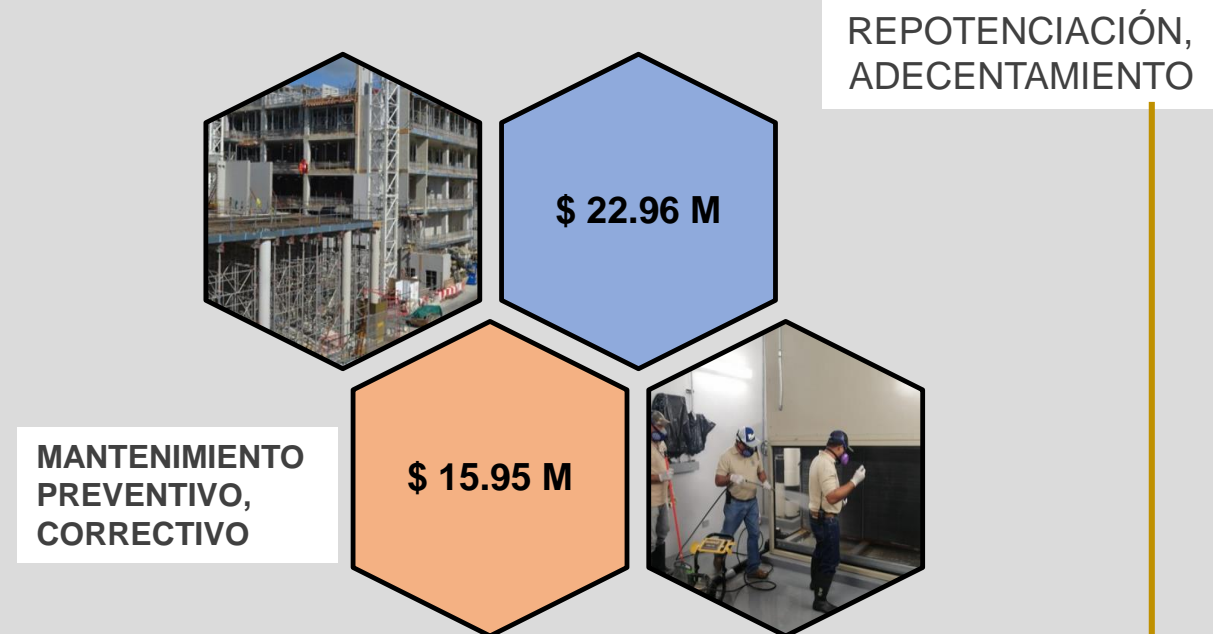 REPOTENCIACIÓN,
ADECENTAMIENTO
$ 22.96 M
MANTENIMIENTO
PREVENTIVO,
CORRECTIVO
$ 15.95 M